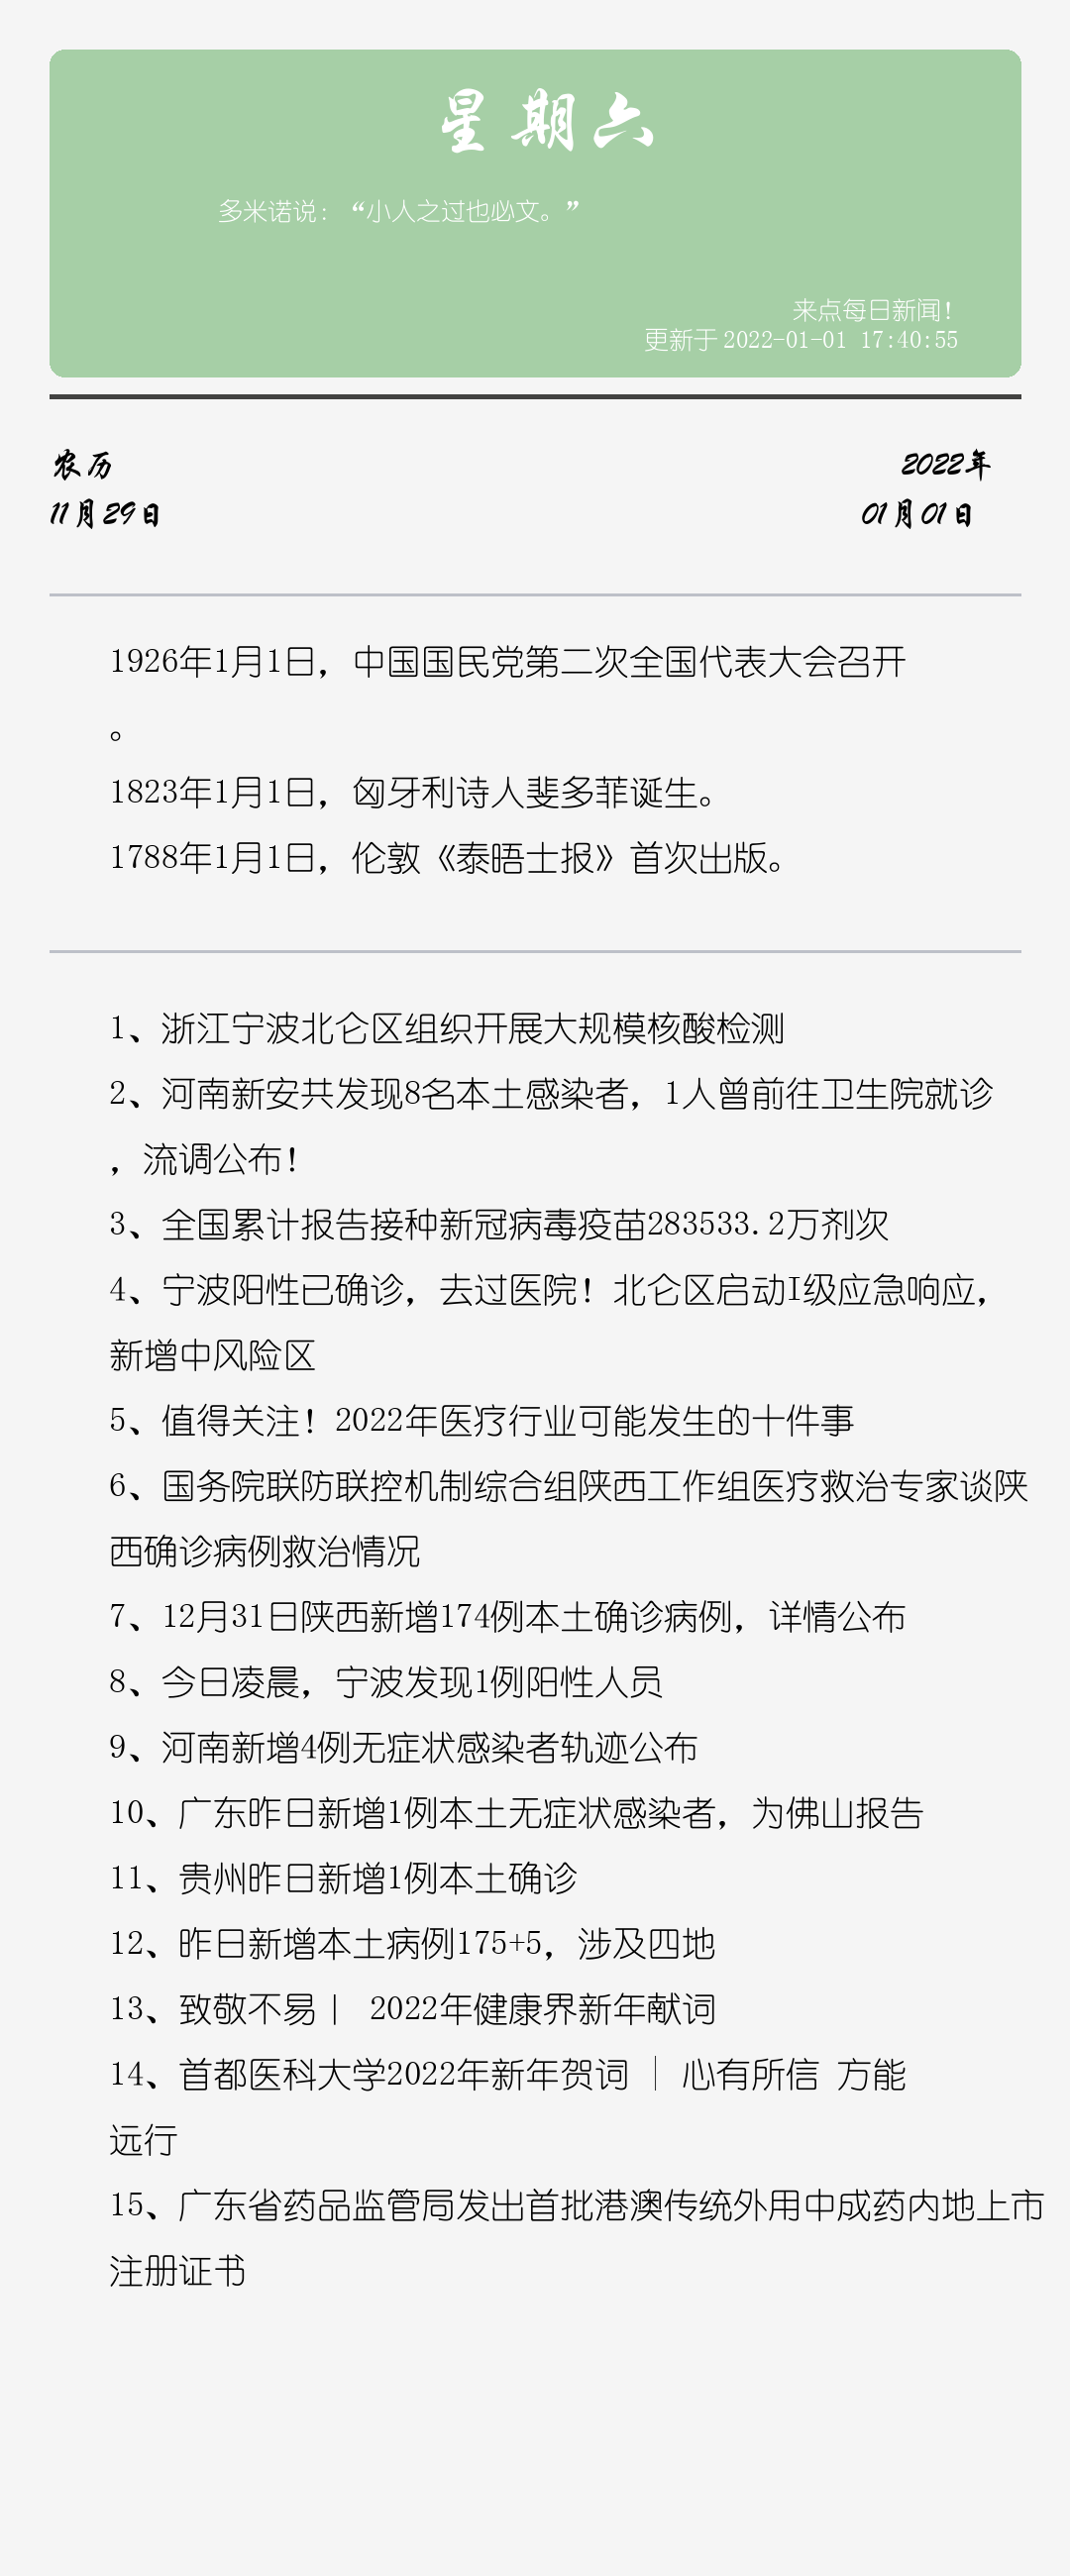 星期六
多米诺说：“小人之过也必文。”
来点每日新闻！
更新于2022-01-01 17:40:55
农历
2022年
11月29日
01月01日
1926年1月1日，中国国民党第二次全国代表大会召开
。
1823年1月1日，匈牙利诗人斐多菲诞生。
1788年1月1日，伦敦《泰晤士报》首次出版。
1、浙江宁波北仑区组织开展大规模核酸检测
2、河南新安共发现8名本土感染者，1人曾前往卫生院就诊
，流调公布！
3、全国累计报告接种新冠病毒疫苗283533.2万剂次
4、宁波阳性已确诊，去过医院！北仑区启动I级应急响应，
新增中风险区
5、值得关注！2022年医疗行业可能发生的十件事
6、国务院联防联控机制综合组陕西工作组医疗救治专家谈陕
西确诊病例救治情况
7、12月31日陕西新增174例本土确诊病例，详情公布
8、今日凌晨，宁波发现1例阳性人员
9、河南新增4例无症状感染者轨迹公布
10、广东昨日新增1例本土无症状感染者，为佛山报告
11、贵州昨日新增1例本土确诊
12、昨日新增本土病例175+5，涉及四地
13、致敬不易丨 2022年健康界新年献词
14、首都医科大学2022年新年贺词 │ 心有所信 方能
远行
15、广东省药品监管局发出首批港澳传统外用中成药内地上市
注册证书